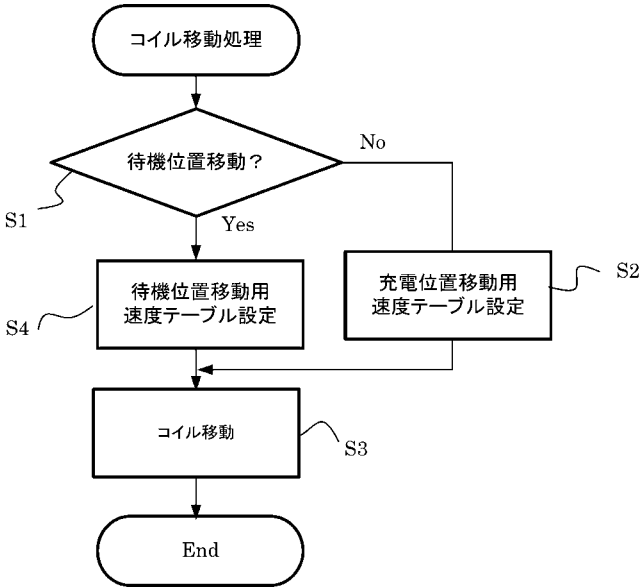 コイル移動処理
待機位置移動？
No
S1
Yes
待機位置移動用
速度テーブル設定
S4
充電位置移動用
速度テーブル設定
S2
コイル移動
S3
End